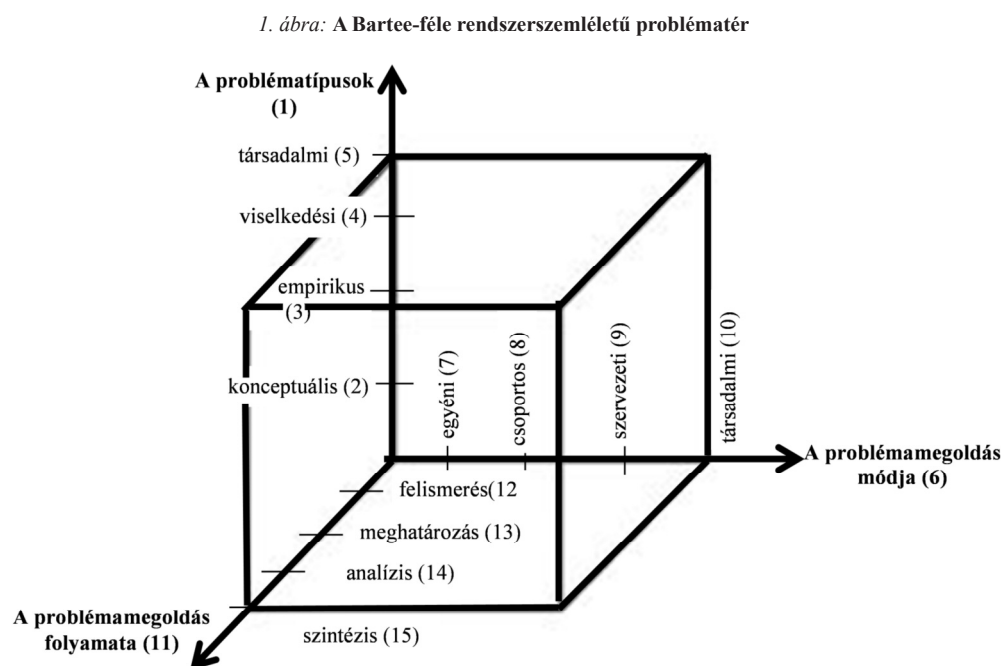 1. ábra: A Bartee-féle rendszerszemléletű problématér
A problématípusok
(1)
társadalmi (5)
viselkedési (4)
empirikus
(3)
konceptuális (2)
egyéni (7)
csoportos (8)
szervezeti (9)
társadalmi (10)
A problémamegoldás
módja (6)
felismerés(12
meghatározás (13)
analízis (14)
A problémamegoldás
folyamata (11)
szintézis (15)